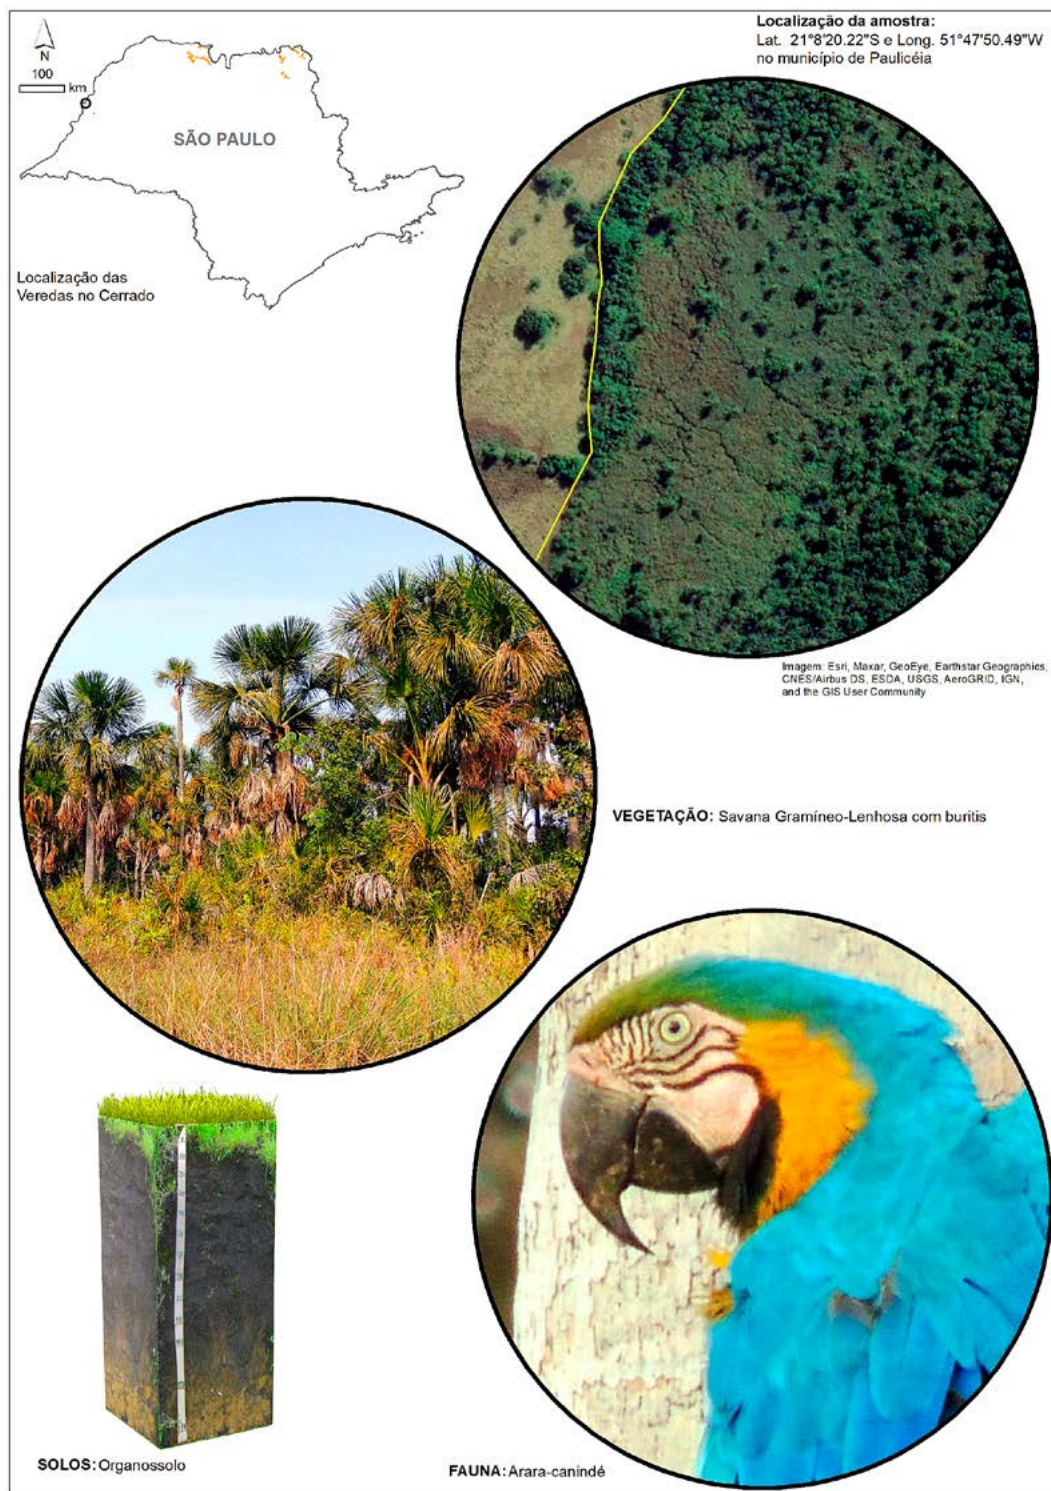 Localização da amostra:
Lat. 21°8'20.22"S e Long. 51°47'50.49"W
no município de Paulicéia
N
100
km
SÃO PAULO
Localização das
Veredas no Cerrado
Imagem: Esri, Maxar, GeoEye, Earthstar Geographics,
CNES/Airbus DS, ESDA, USGS, AeroGRID, IGN,
and the GIS User Community
VEGETAÇÃO: Savana Gramíneo-Lenhosa com buritis
SOLOS: Organossolo
FAUNA: Arara-canindé